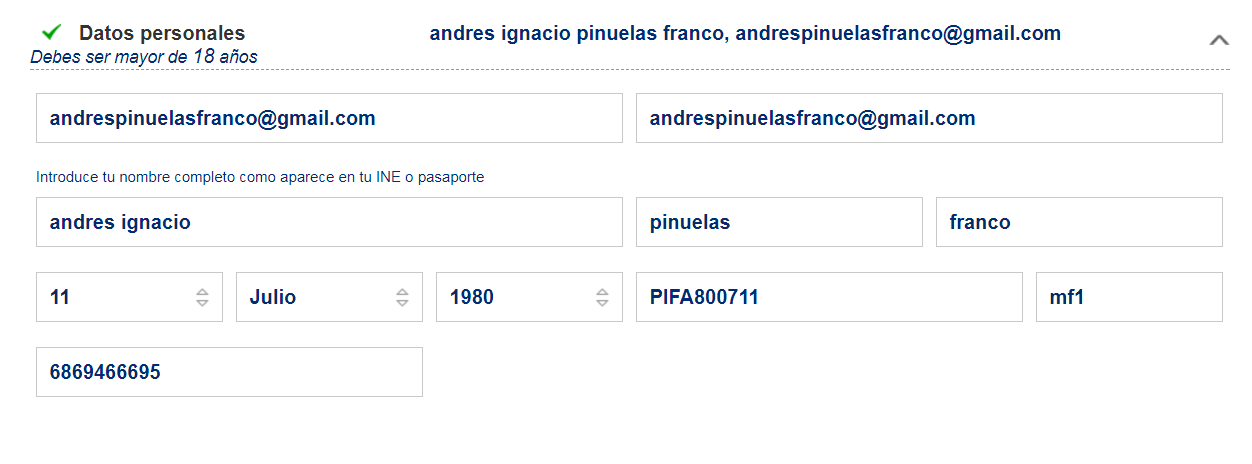 Datos personales andres ignacio pinuelas franco, andrespinuelasfranco@gmail.com
Debes ser mayor de 18 años
andrespinuelasfranco@gmail.com andrespinuelasfranco@gmail.com
Introduce tu nombre completo como aparece en tu INE o pasaporte
andres ignacio pinuelas franco
11 Julio 1980 PIFA800711 mf1
6869466695